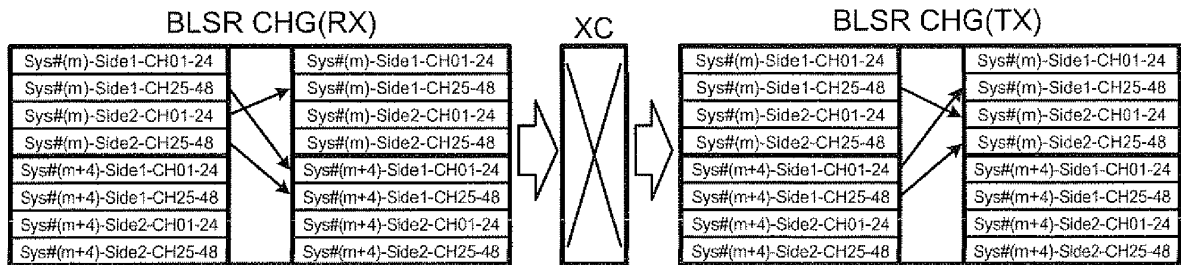 BLSR CHG(RX)
XC
BLSR CHG(TX)
Sys#(m)-Side1-CH01-24
Sys#(m)-Side1-CH25-48
Sys#(m)-Side2-CH01-24
Sys#(m)-Side2-CH25-48
Sys#(m+4)-Side1-CH01-24
Sys#(m+4)-Side1-CH25-48
Sys#(m+4)-Side2-CH01-24
Sys#(m+4)-Side2-CH25-48
Sys#(m)-Side1-CH01-24
Sys#(m)-Side1-CH25-48
Sys#(m)-Side2-CH01-24
Sys#(m)-Side2-CH25-48
Sys#(m+4)-Side1-CH01-24
Sys#(m+4)-Side1-CH25-48
Sys#(m+4)-Side2-CH01-24
Sys#(m+4)-Side2-CH25-48
Sys#(m)-Side1-CH01-24
Sys#(m)-Side1-CH25-48
Sys#(m)-Side2-CH01-24
Sys#(m)-Side2-CH25-48
Sys#(m+4)-Side1-CH01-24
Sys#(m+4)-Side1-CH25-48
Sys#(m+4)-Side2-CH01-24
Sys#(m+4)-Side2-CH25-48
Sys#(m)-Side1-CH01-24
Sys#(m)-Side1-CH25-48
Sys#(m)-Side2-CH01-24
Sys#(m)-Side2-CH25-48
Sys#(m+4)-Side1-CH01-24
Sys#(m+4)-Side1-CH25-48
Sys#(m+4)-Side2-CH01-24
Sys#(m+4)-Side2-CH25-48